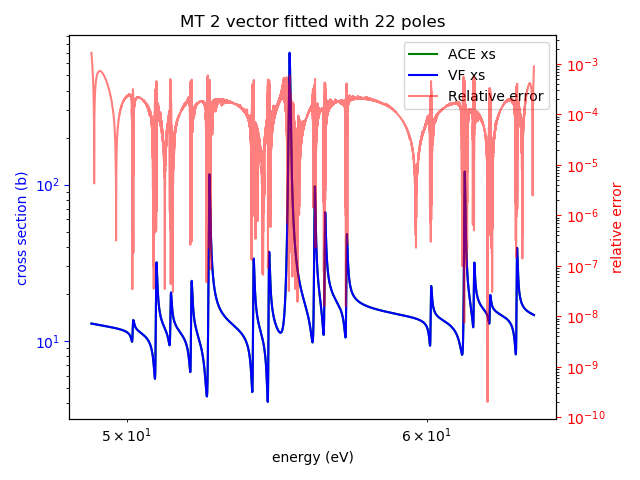 MT 2 vector fitted with 22 poles
ACE xs
VF xs
Relative error
cross section (b)
10²
10¹
10⁻³
10⁻⁴
10⁻⁵
10⁻⁶
10⁻⁷
10⁻⁸
10⁻⁹
10⁻¹⁰
relative error
5 × 10¹
6 × 10¹
energy (eV)